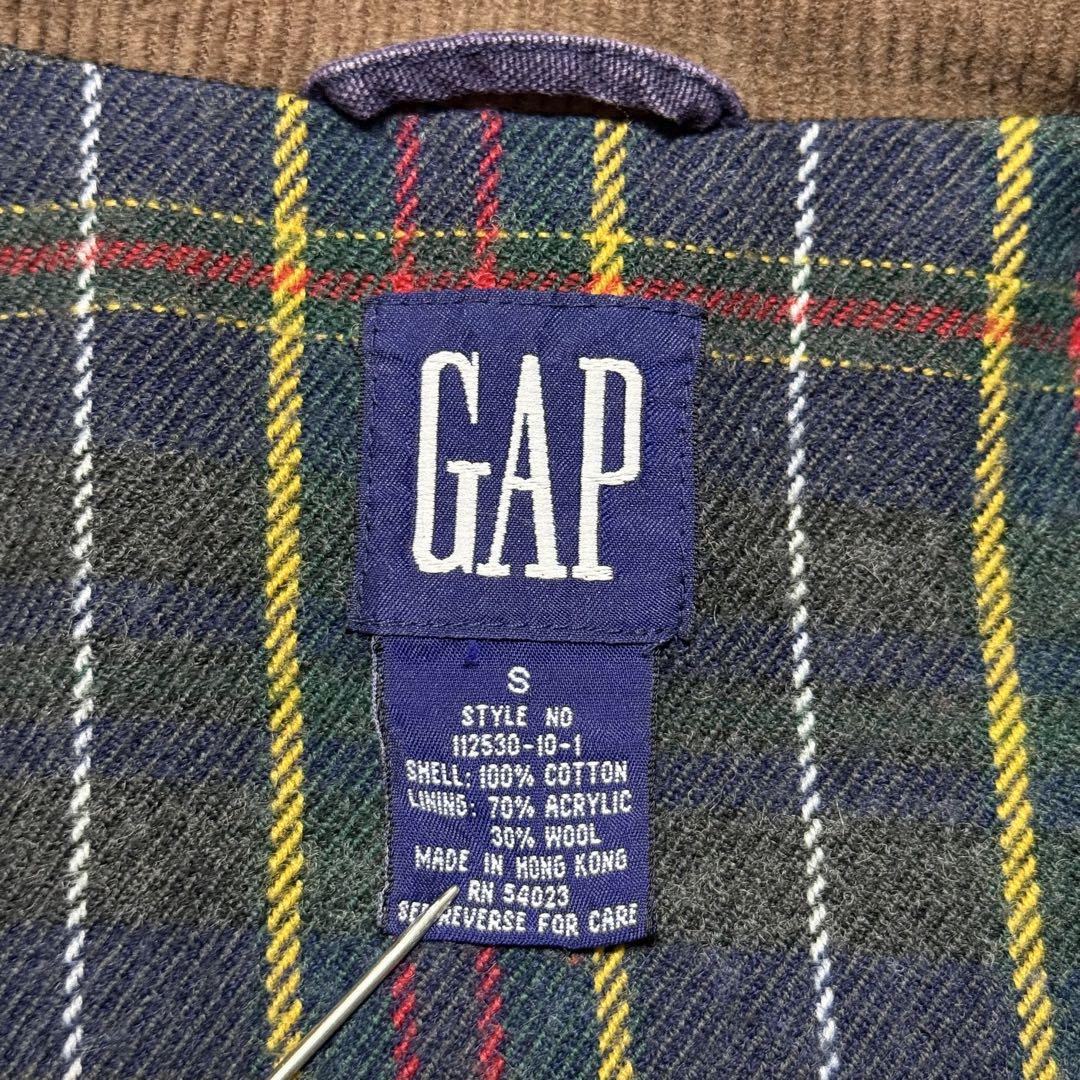 GAP
S
STYLE NO
112530-10-1
SHELL: 100% COTTON
LINING: 70% ACRYLIC
30% WOOL
MADE IN HONG KONG
RN 54023
SEE REVERSE FOR CARE